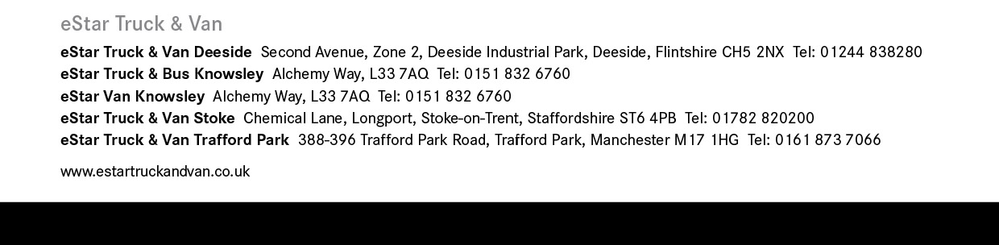 eStar Truck & Van
eStar Truck & Van Deeside Second Avenue, Zone 2, Deeside Industrial Park, Deeside, Flintshire CH5 2NX Tel: 01244 838280
eStar Truck & Bus Knowsley Alchemy Way, L33 7AQ Tel: 0151 832 6760
eStar Van Knowsley Alchemy Way, L33 7AQ Tel: 0151 832 6760
eStar Truck & Van Stoke Chemical Lane, Longport, Stoke-on-Trent, Staffordshire ST6 4PB Tel: 01782 820200
eStar Truck & Van Trafford Park 388-396 Trafford Park Road, Trafford Park, Manchester M17 1HG Tel: 0161 873 7066
www.estartruckandvan.co.uk